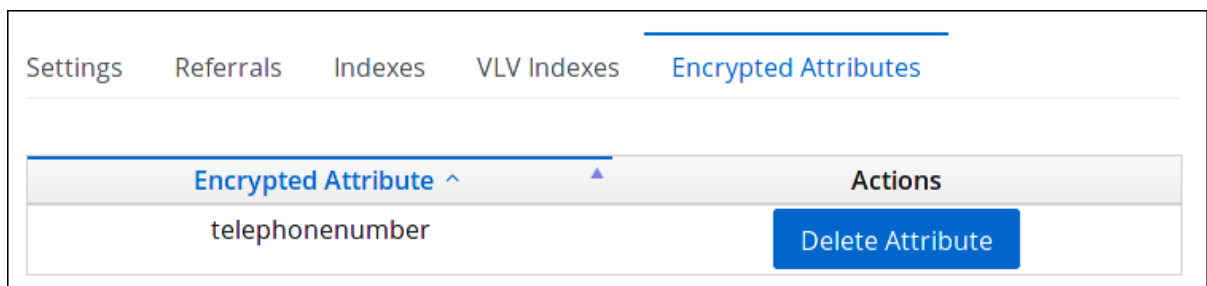 Settings Referrals Indexes VLV Indexes Encrypted Attributes
Encrypted Attribute Actions
telephonenumber Delete Attribute